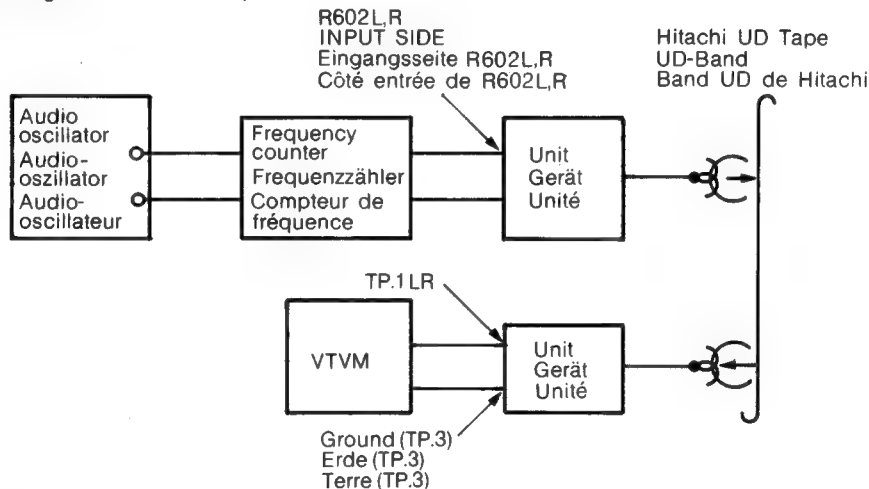 R602L,R
INPUT SIDE
Eingangsseite R602L,R
Côté entrée de R602L,R
Hitachi UD Tape
UD-Band
Band UD de Hitachi
Audio
oscillator
Audio-
oszillator
Audio-
oscillateur
Frequency
counter
Frequenzzähler
Compteur de
fréquence
Unit
Gerät
Unité
TP.1LR
VTVM
Unit
Gerät
Unité
Ground (TP.3)
Erde (TP.3)
Terre (TP.3)